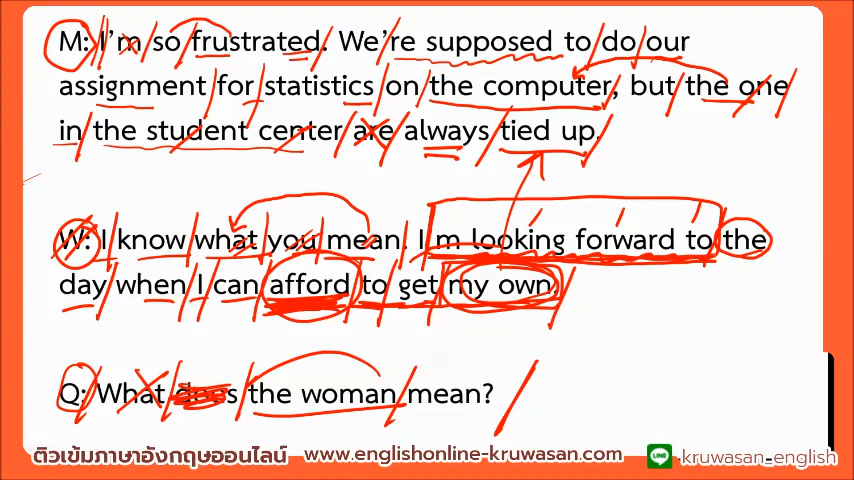 M: I'm so frustrated. We're supposed to do our
assignment for statistics on the computer, but the one
in the student center are always tied up.
W: I know what you mean. I'm looking forward to the
day when I can afford to get my own.
Q: What does the woman mean?
ติวเข้มภาษาอังกฤษออนไลน์ www.englishonline-kruwasan.com LINE kruwasan_english